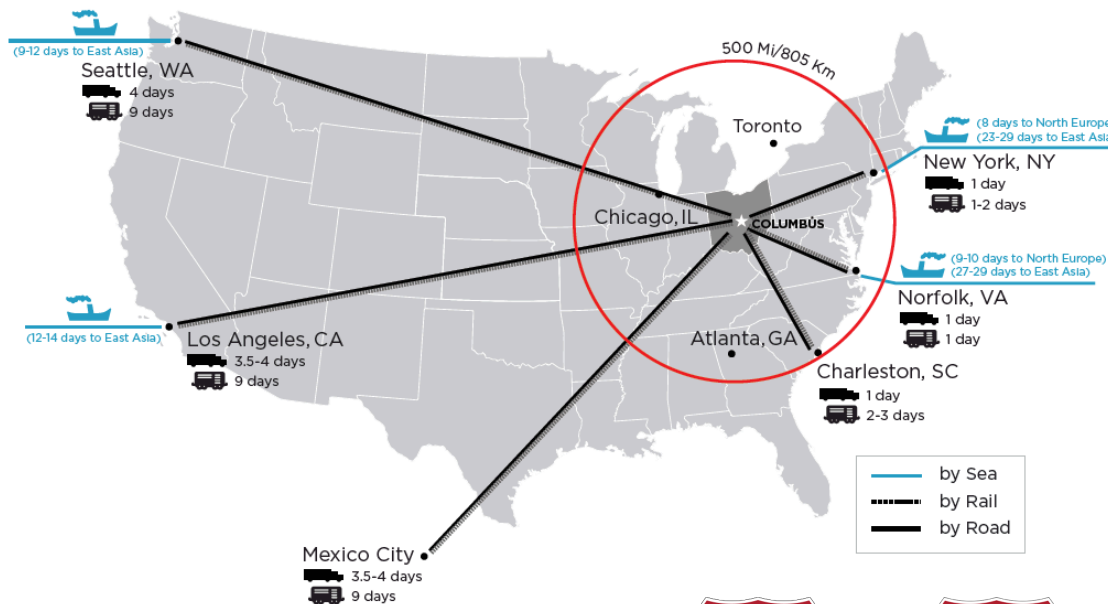 500 Mi/805 Km
(9-12 days to East Asia)
Seattle, WA
4 days
9 days
Toronto
(8 days to North Europe
(23-29 days to East Asia
New York, NY
1 day
1-2 days
Chicago, IL
COLUMBUS
(9-10 days to North Europe)
(27-29 days to East Asia)
Norfolk, VA
1 day
1 day
(12-14 days to East Asia)
Los Angeles, CA
3.5-4 days
9 days
Atlanta, GA
Charleston, SC
1 day
2-3 days
by Sea
by Rail
by Road
Mexico City
3.5-4 days
9 days